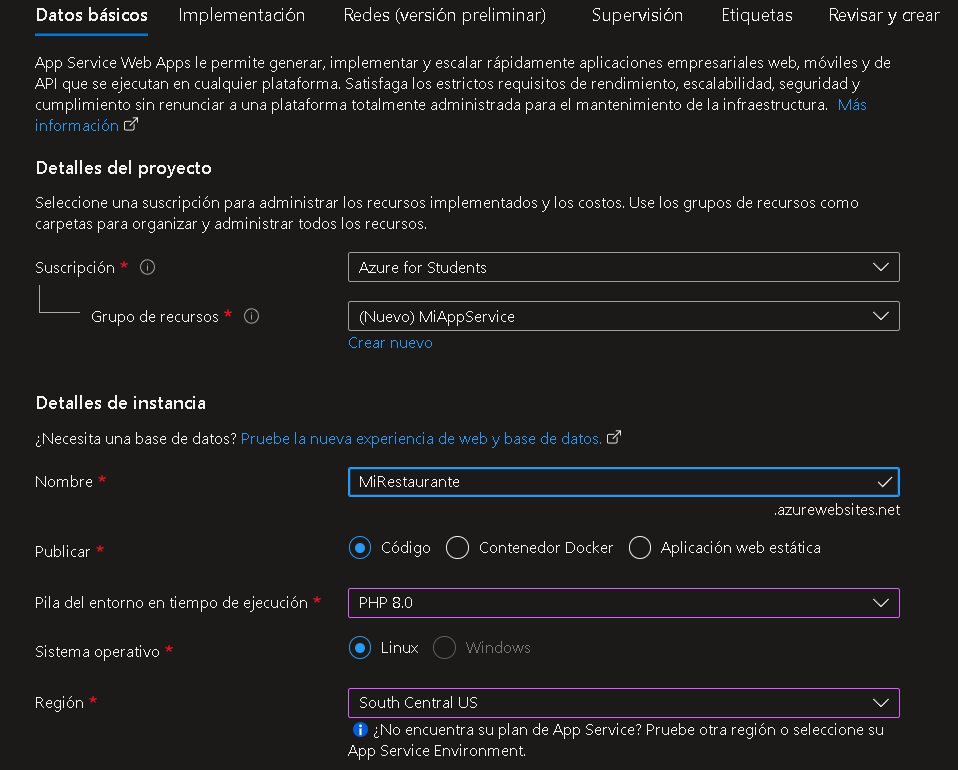 Datos básicos Implementación Redes (versión preliminar) Supervisión Etiquetas Revisar y crear
App Service Web Apps le permite generar, implementar y escalar rápidamente aplicaciones empresariales web, móviles y de
API que se ejecutan en cualquier plataforma. Satisfaga los estrictos requisitos de rendimiento, escalabilidad, seguridad y
cumplimiento sin renunciar a una plataforma totalmente administrada para el mantenimiento de la infraestructura. Más
información
Detalles del proyecto
Seleccione una suscripción para administrar los recursos implementados y los costos. Use los grupos de recursos como
carpetas para organizar y administrar todos los recursos.
Suscripción * Azure for Students
Grupo de recursos * (Nuevo) MiAppService
Crear nuevo
Detalles de instancia
¿Necesita una base de datos? Pruebe la nueva experiencia de web y base de datos.
Nombre * MiRestaurante
.azurewebsites.net
Publicar * Código Contenedor Docker Aplicación web estática
Pila del entorno en tiempo de ejecución * PHP 8.0
Sistema operativo * Linux Windows
Región * South Central US
¿No encuentra su plan de App Service? Pruebe otra región o seleccione su
App Service Environment.